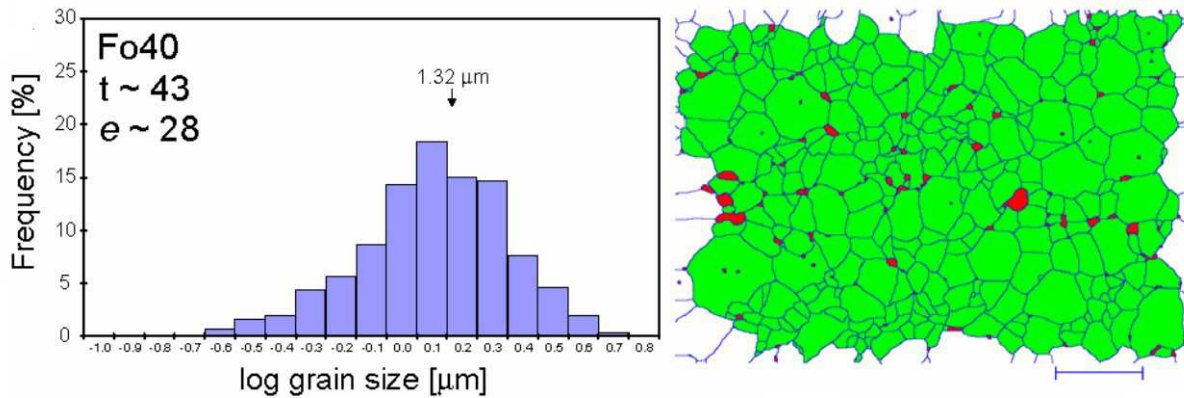 Frequency [%]
30
25
20
15
10
5
0
Fo40
t ~ 43
e ~ 28
1.32 µm
-1.0 -0.9 -0.8 -0.7 -0.6 -0.5 -0.4 -0.3 -0.2 -0.1 0.0 0.1 0.2 0.3 0.4 0.5 0.6 0.7 0.8
log grain size [µm]